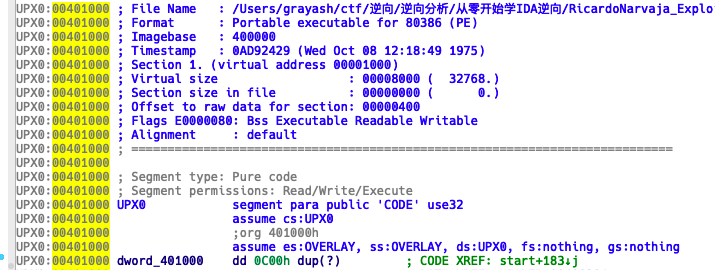 UPX0:00401000 ; File Name   : /Users/grayash/ctf/逆向/逆向分析/从零开始学IDA逆向/RicardoNarvaja_Explo
UPX0:00401000 ; Format      : Portable executable for 80386 (PE)
UPX0:00401000 ; Imagebase   : 400000
UPX0:00401000 ; Timestamp   : 0AD92429 (Wed Oct 08 12:18:49 1975)
UPX0:00401000 ; Section 1. (virtual address 00001000)
UPX0:00401000 ; Virtual size                  : 00008000 (  32768.)
UPX0:00401000 ; Section size in file          : 00000000 (      0.)
UPX0:00401000 ; Offset to raw data for section: 00000400
UPX0:00401000 ; Flags E0000080: Bss Executable Readable Writable
UPX0:00401000 ; Alignment     : default
UPX0:00401000 ; ===========================================================================
UPX0:00401000
UPX0:00401000 ; Segment type: Pure code
UPX0:00401000 ; Segment permissions: Read/Write/Execute
UPX0:00401000 UPX0            segment para public 'CODE' use32
UPX0:00401000                 assume cs:UPX0
UPX0:00401000                 ;org 401000h
UPX0:00401000                 assume es:OVERLAY, ss:OVERLAY, ds:UPX0, fs:nothing, gs:nothing
UPX0:00401000 dword_401000    dd 0C00h dup(?)         ; CODE XREF: start+183↓j